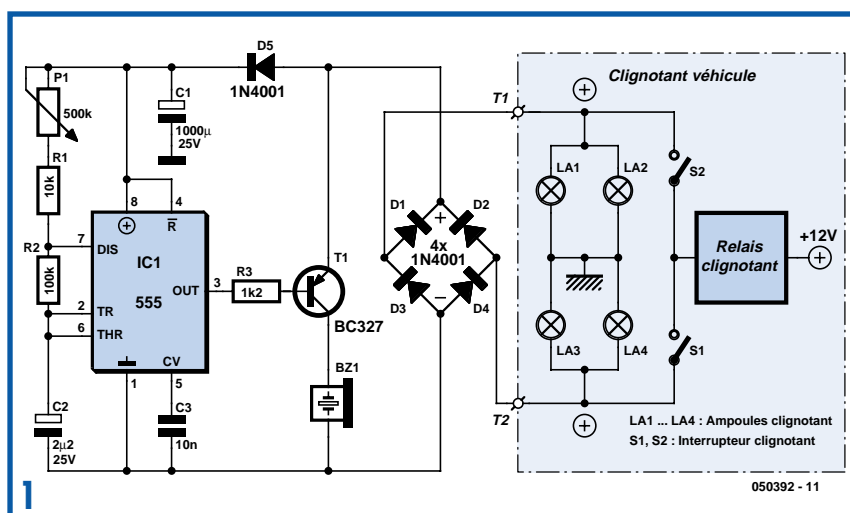 P1
500k
R1
10k
R2
100k
C2
2µ2
25V
C1
1000µ
25V
D5
1N4001
8
4
R
7
DIS
IC1
555
2
TR
6
THR
OUT
3
CV
1
5
C3
10n
R3
1k2
T1
BC327
BZ1
D1
D2
+
4x
1N4001
D3
D4
–
T1
T2
Clignotant véhicule
+
LA1
LA2
S2
Relais
clignotant
+12V
LA3
LA4
S1
+
LA1 ... LA4 : Ampoules clignotant
S1, S2 : Interrupteur clignotant
050392 - 11
1